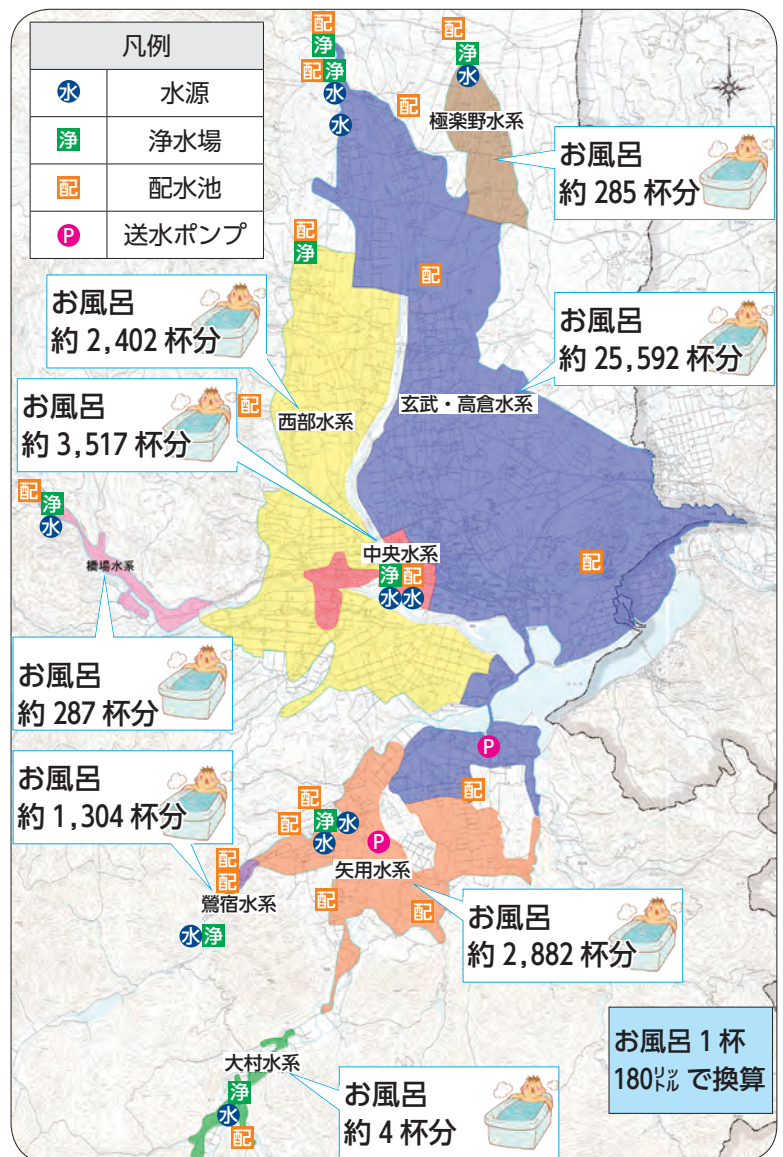 凡例
水 水源
浄 浄水場
配 配水池
P 送水ポンプ
配
浄
配 浄
水
水
配
配
浄
水
極楽野水系
お風呂
約 285 杯分
配
浄
配
お風呂
約 2,402 杯分
お風呂
約 25,592 杯分
お風呂
約 3,517 杯分
配
西部水系
玄武・高倉水系
配
浄
水
橋場水系
中央水系
浄 配
水 水
配
お風呂
約 287 杯分
P
お風呂
約 1,304 杯分
配
配
配
浄 水
水
P
配
配
矢用水系
鶯宿水系
配
配
水 浄
お風呂
約 2,882 杯分
お風呂 1 杯
180リットル で換算
大村水系
浄
水
配
お風呂
約 4 杯分